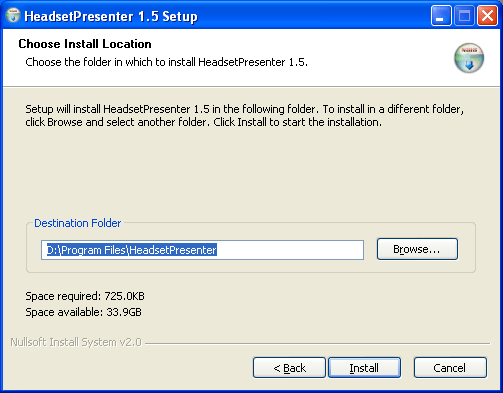 HeadsetPresenter 1.5 Setup
Choose Install Location
Choose the folder in which to install HeadsetPresenter 1.5.
Setup will install HeadsetPresenter 1.5 in the following folder. To install in a different folder,
click Browse and select another folder. Click Install to start the installation.
Destination Folder
D:\Program Files\HeadsetPresenter
Browse...
Space required: 725.0KB
Space available: 33.9GB
Nullsoft Install System v2.0
< Back
Install
Cancel